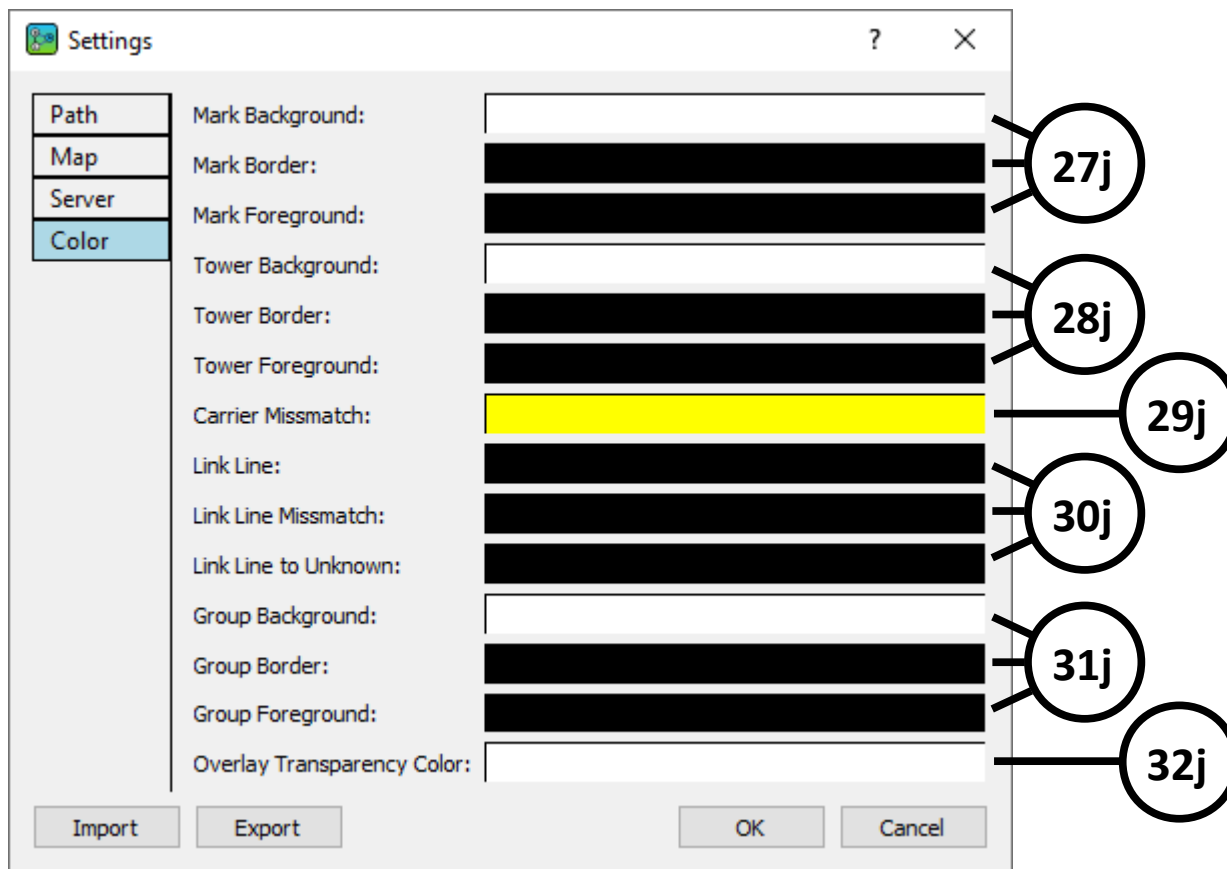 Settings
?
Path
Map
Server
Color
Mark Background:
Mark Border:
Mark Foreground:
Tower Background:
Tower Border:
Tower Foreground:
Carrier Missmatch:
Link Line:
Link Line Missmatch:
Link Line to Unknown:
Group Background:
Group Border:
Group Foreground:
Overlay Transparency Color:
27j
28j
29j
30j
31j
32j
Import Export OK Cancel